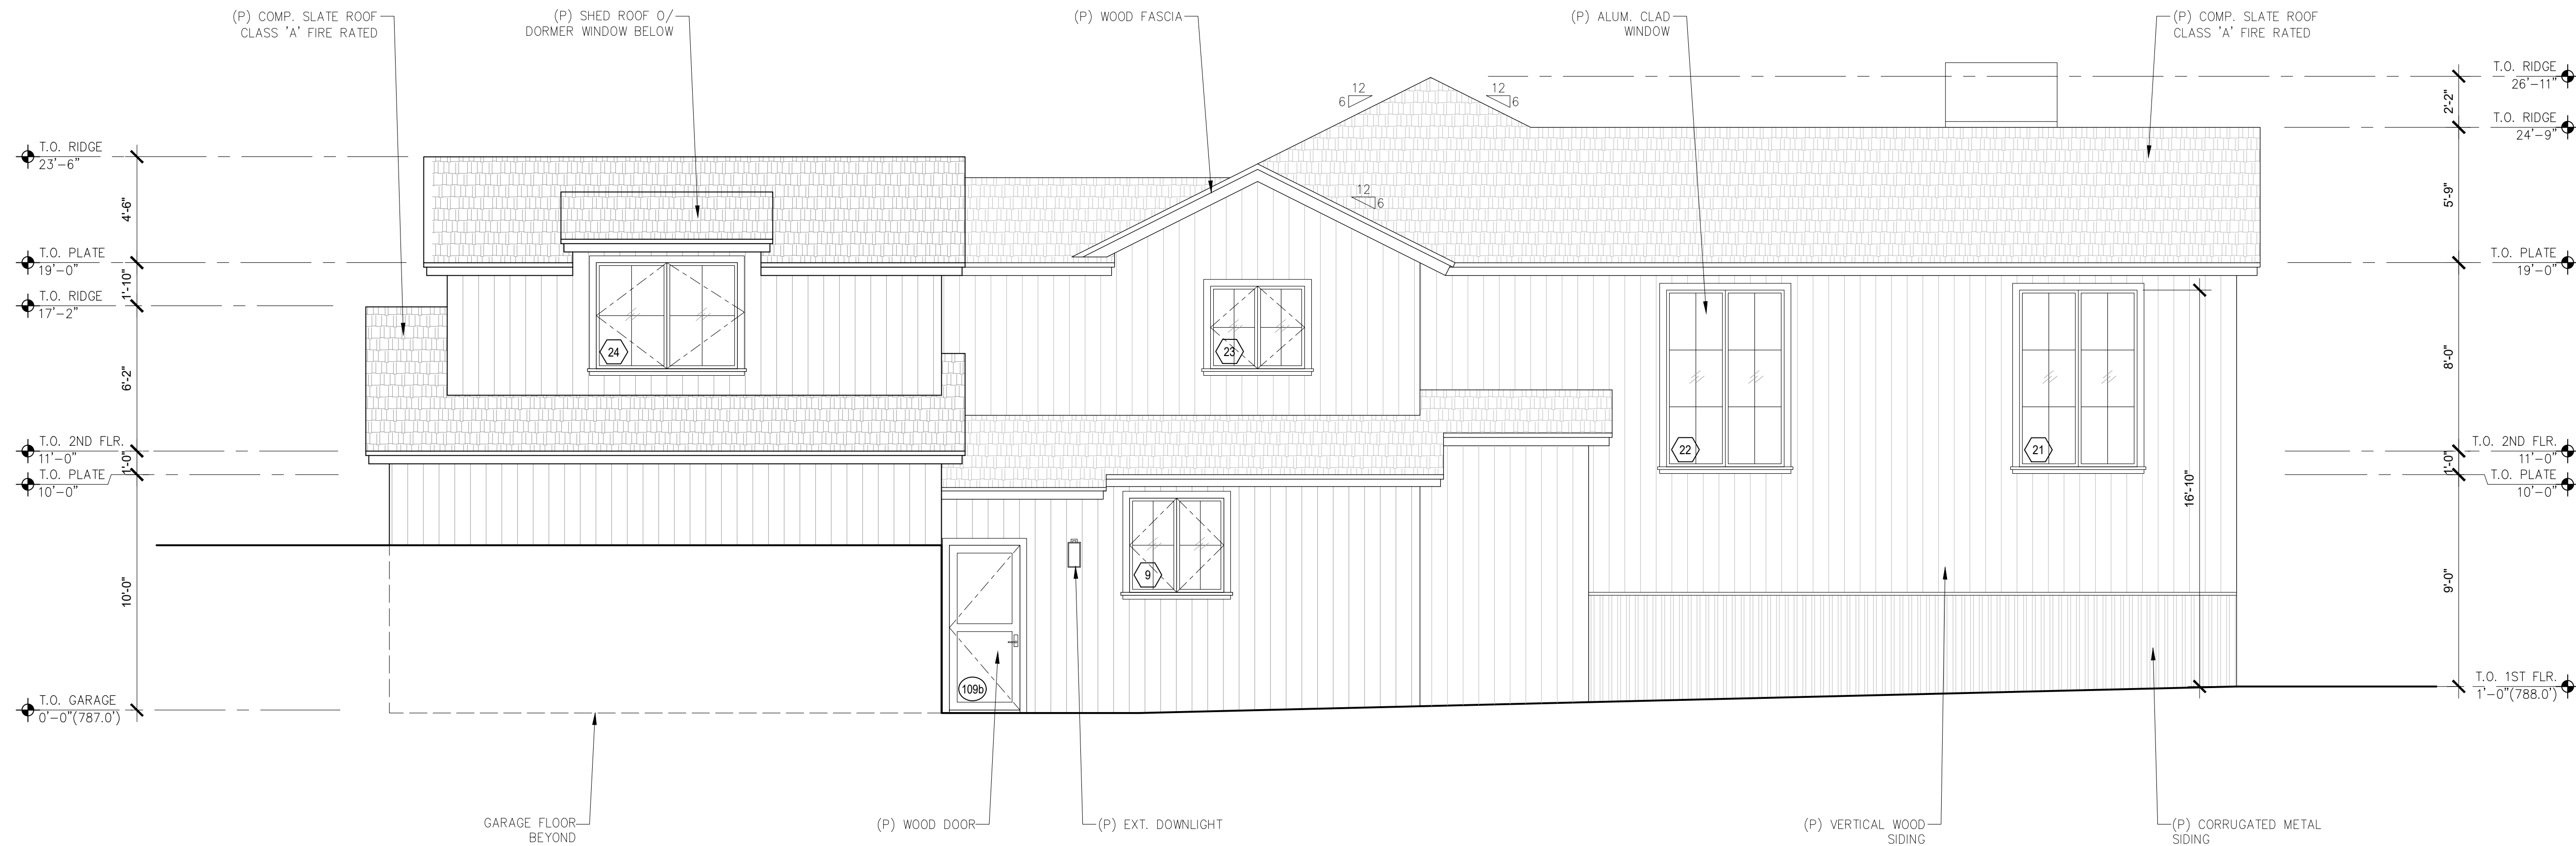 (P) COMP. SLATE ROOF
CLASS 'A' FIRE RATED
(P) SHED ROOF O/
DORMER WINDOW BELOW
(P) WOOD FASCIA
(P) ALUM. CLAD
WINDOW
(P) COMP. SLATE ROOF
CLASS 'A' FIRE RATED
T.O. RIDGE
23'-6"
T.O. PLATE
19'-0"
T.O. RIDGE
17'-2"
T.O. 2ND FLR.
11'-0"
T.O. PLATE
10'-0"
T.O. GARAGE
0'-0"(787.0')
4'-6"
1'-10"
6'-2"
1'-0"
10'-0"
12
6
12
6
12
6
24
23
22
21
9
109b
16'-10"
2'-2"
5'-9"
8'-0"
1'-0"
9'-0"
T.O. RIDGE
26'-11"
T.O. RIDGE
24'-9"
T.O. PLATE
19'-0"
T.O. 2ND FLR.
11'-0"
T.O. PLATE
10'-0"
T.O. 1ST FLR.
1'-0"(788.0')
GARAGE FLOOR
BEYOND
(P) WOOD DOOR
(P) EXT. DOWNLIGHT
(P) VERTICAL WOOD
SIDING
(P) CORRUGATED METAL
SIDING